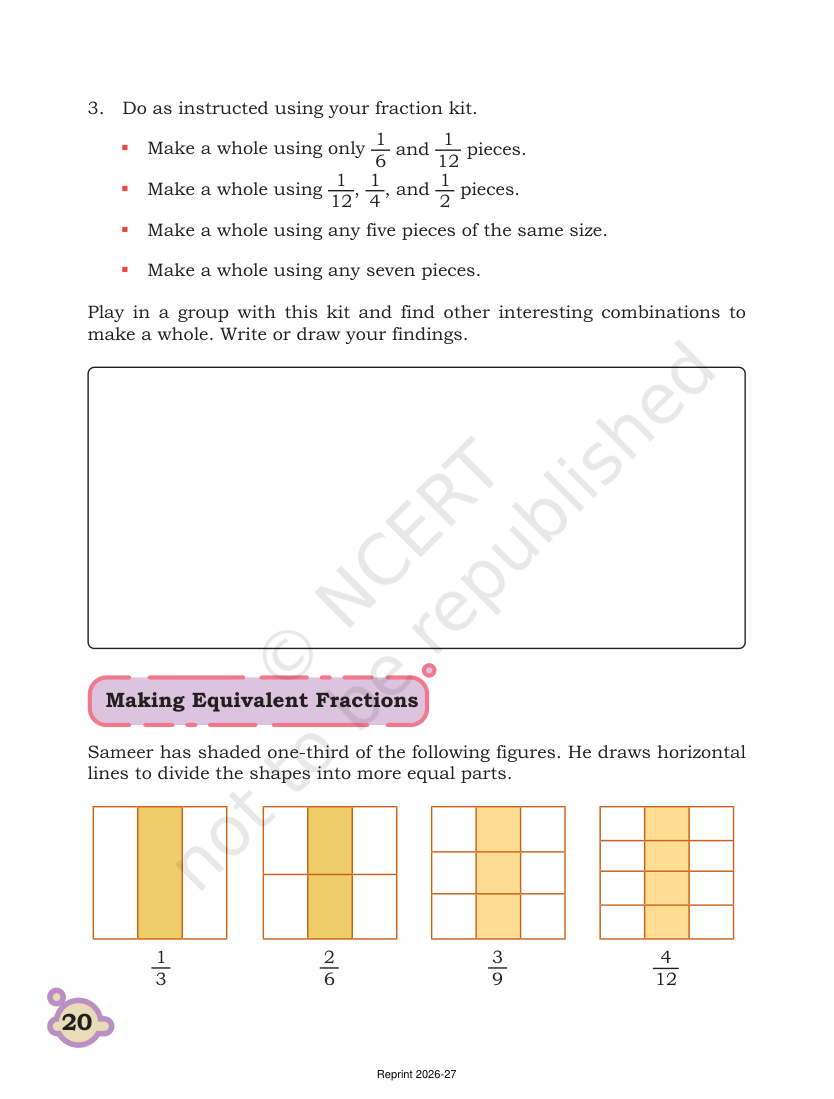 3. Do as instructed using your fraction kit.
▪ Make a whole using only 1/6 and 1/12 pieces.
▪ Make a whole using 1/12, 1/4, and 1/2 pieces.
▪ Make a whole using any five pieces of the same size.
▪ Make a whole using any seven pieces.
Play in a group with this kit and find other interesting combinations to
make a whole. Write or draw your findings.
© NCERT
not to be republished
Making Equivalent Fractions
Sameer has shaded one-third of the following figures. He draws horizontal
lines to divide the shapes into more equal parts.
1/3 2/6 3/9 4/12
20
Reprint 2026-27